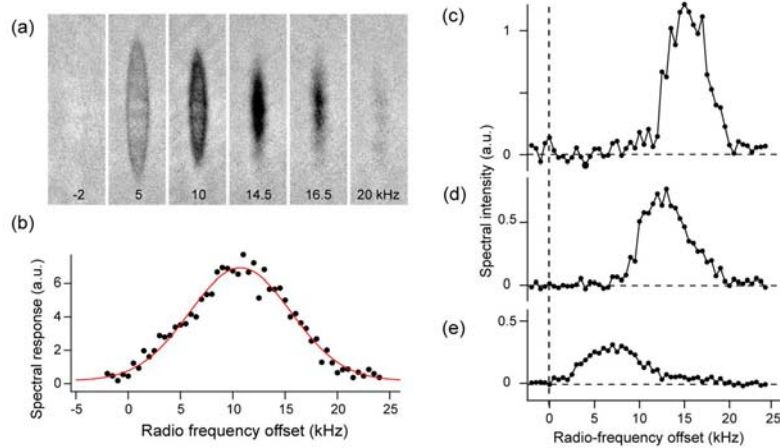 (a)
-2 5 10 14.5 16.5 20 kHz
(b)
Spectral response (a.u.)
6
4
2
0
-5 0 5 10 15 20 25
Radio frequency offset (kHz)
(c)
1
0
(d)
0.5
0
(e)
0.5
0
Spectral intensity (a.u.)
0 5 10 15 20 25
Radio-frequency offset (kHz)